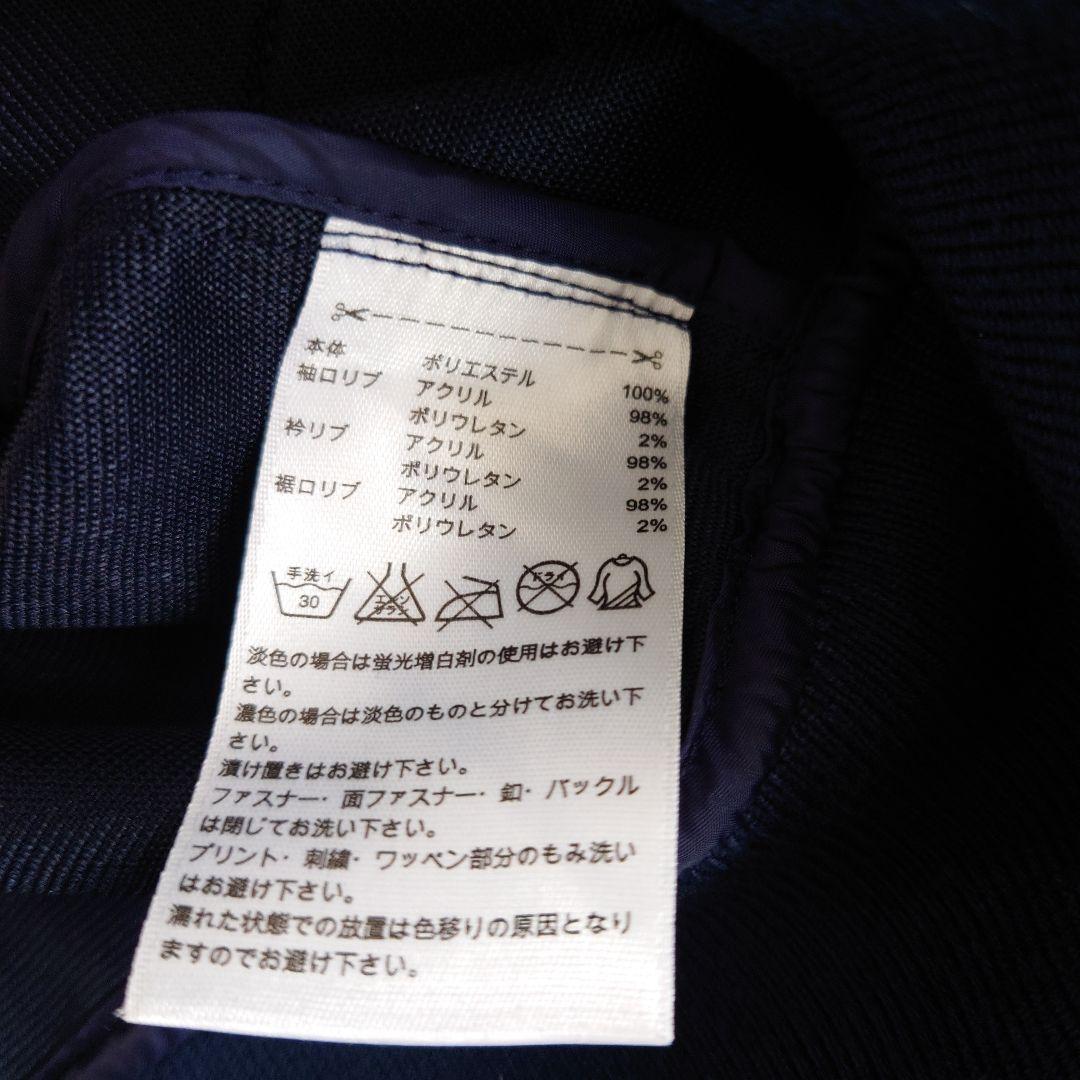 本体 ポリエステル 100%
袖口リブ アクリル 98%
ポリウレタン 2%
衿リブ アクリル 98%
ポリウレタン 2%
裾口リブ アクリル 98%
ポリウレタン 2%
手洗イ
30
エンソ
サラシ
ドライ
淡色の場合は蛍光増白剤の使用はお避け下
さい。
濃色の場合は淡色のものと分けてお洗い下
さい。
漬け置きはお避け下さい。
ファスナー・面ファスナー・釦・バックル
は閉じてお洗い下さい。
プリント・刺繍・ワッペン部分のもみ洗い
はお避け下さい。
濡れた状態での放置は色移りの原因となり
ますのでお避け下さい。